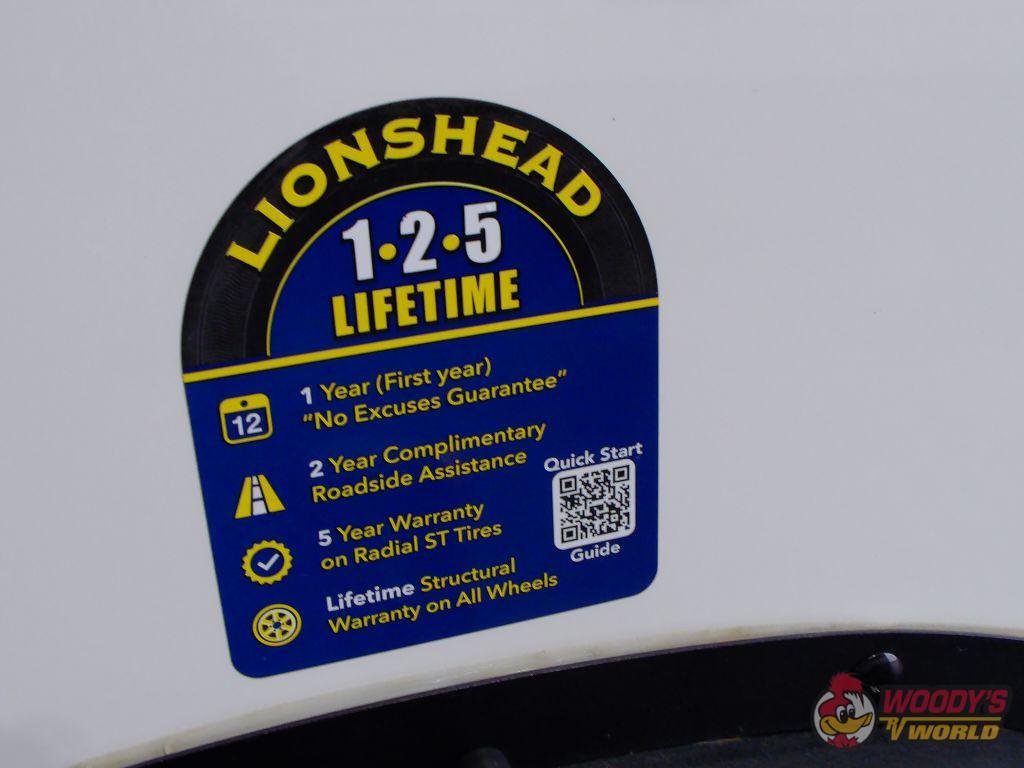 LIONSHEAD
1•2•5
LIFETIME
12
1 Year (First year)
"No Excuses Guarantee"
2 Year Complimentary
Roadside Assistance
Quick Start
Guide
5 Year Warranty
on Radial ST Tires
Lifetime Structural
Warranty on All Wheels
WOODY'S
RV WORLD